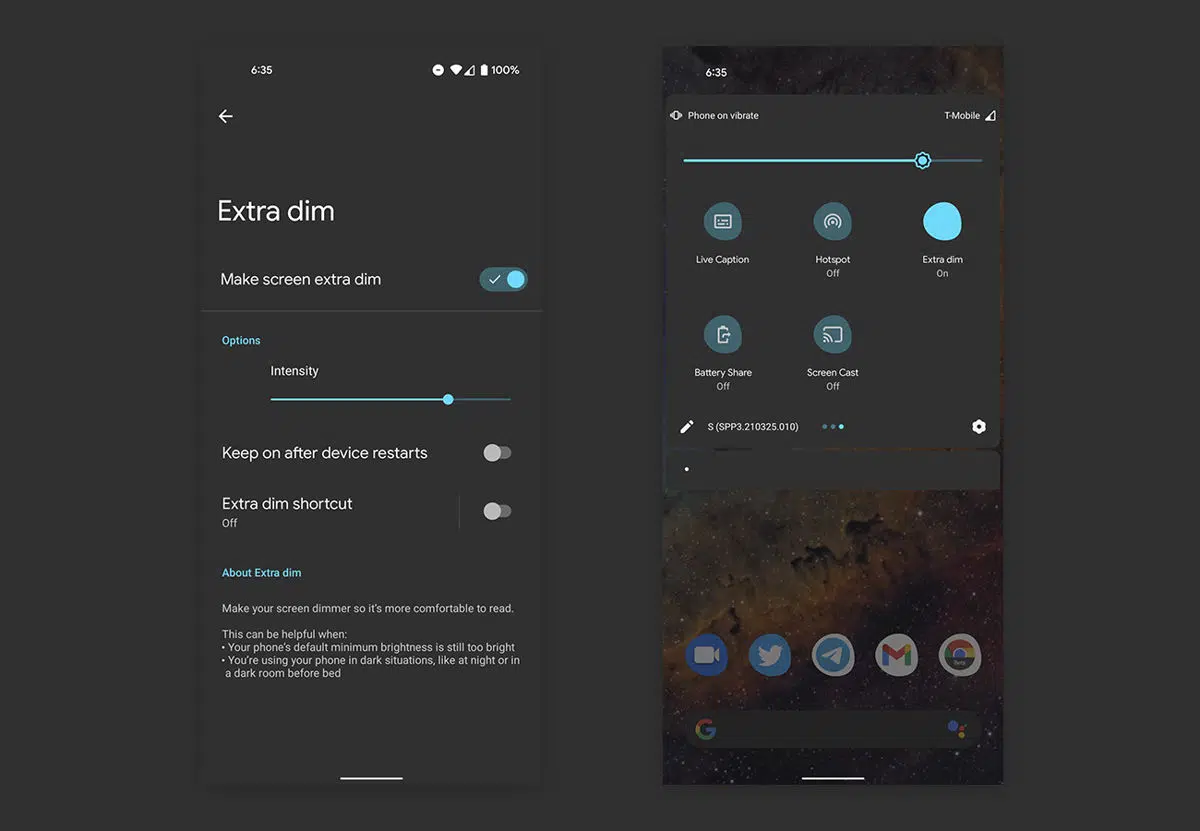 6:35
100%
Extra dim
Make screen extra dim
Options
Intensity
Keep on after device restarts
Extra dim shortcut
Off
About Extra dim
Make your screen dimmer so it's more comfortable to read.
This can be helpful when:
• Your phone's default minimum brightness is still too bright
• You're using your phone in dark situations, like at night or in
a dark room before bed
6:35
Phone on vibrate
T-Mobile
Live Caption
Hotspot
Off
Extra dim
On
Battery Share
Off
Screen Cast
Off
S (SPP3.210325.010)
Beta